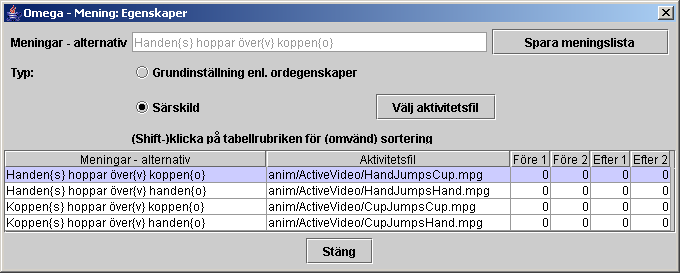 Omega - Mening: Egenskaper
Meningar - alternativ Handen{s} hoppar över{v} koppen{o} Spara meningslista
Typ: Grundinställning enl. ordegenskaper
Särskild Välj aktivitetsfil
(Shift-)klicka på tabellrubriken för (omvänd) sortering
Meningar - alternativ Aktivitetsfil Före 1 Före 2 Efter 1 Efter 2
Handen{s} hoppar över{v} koppen{o} anim/ActiveVideo/HandJumpsCup.mpg 0 0 0 0
Handen{s} hoppar över{v} handen{o} anim/ActiveVideo/HandJumpsHand.mpg 0 0 0 0
Koppen{s} hoppar över{v} koppen{o} anim/ActiveVideo/CupJumpsCup.mpg 0 0 0 0
Koppen{s} hoppar över{v} handen{o} anim/ActiveVideo/CupJumpsHand.mpg 0 0 0 0
Stäng